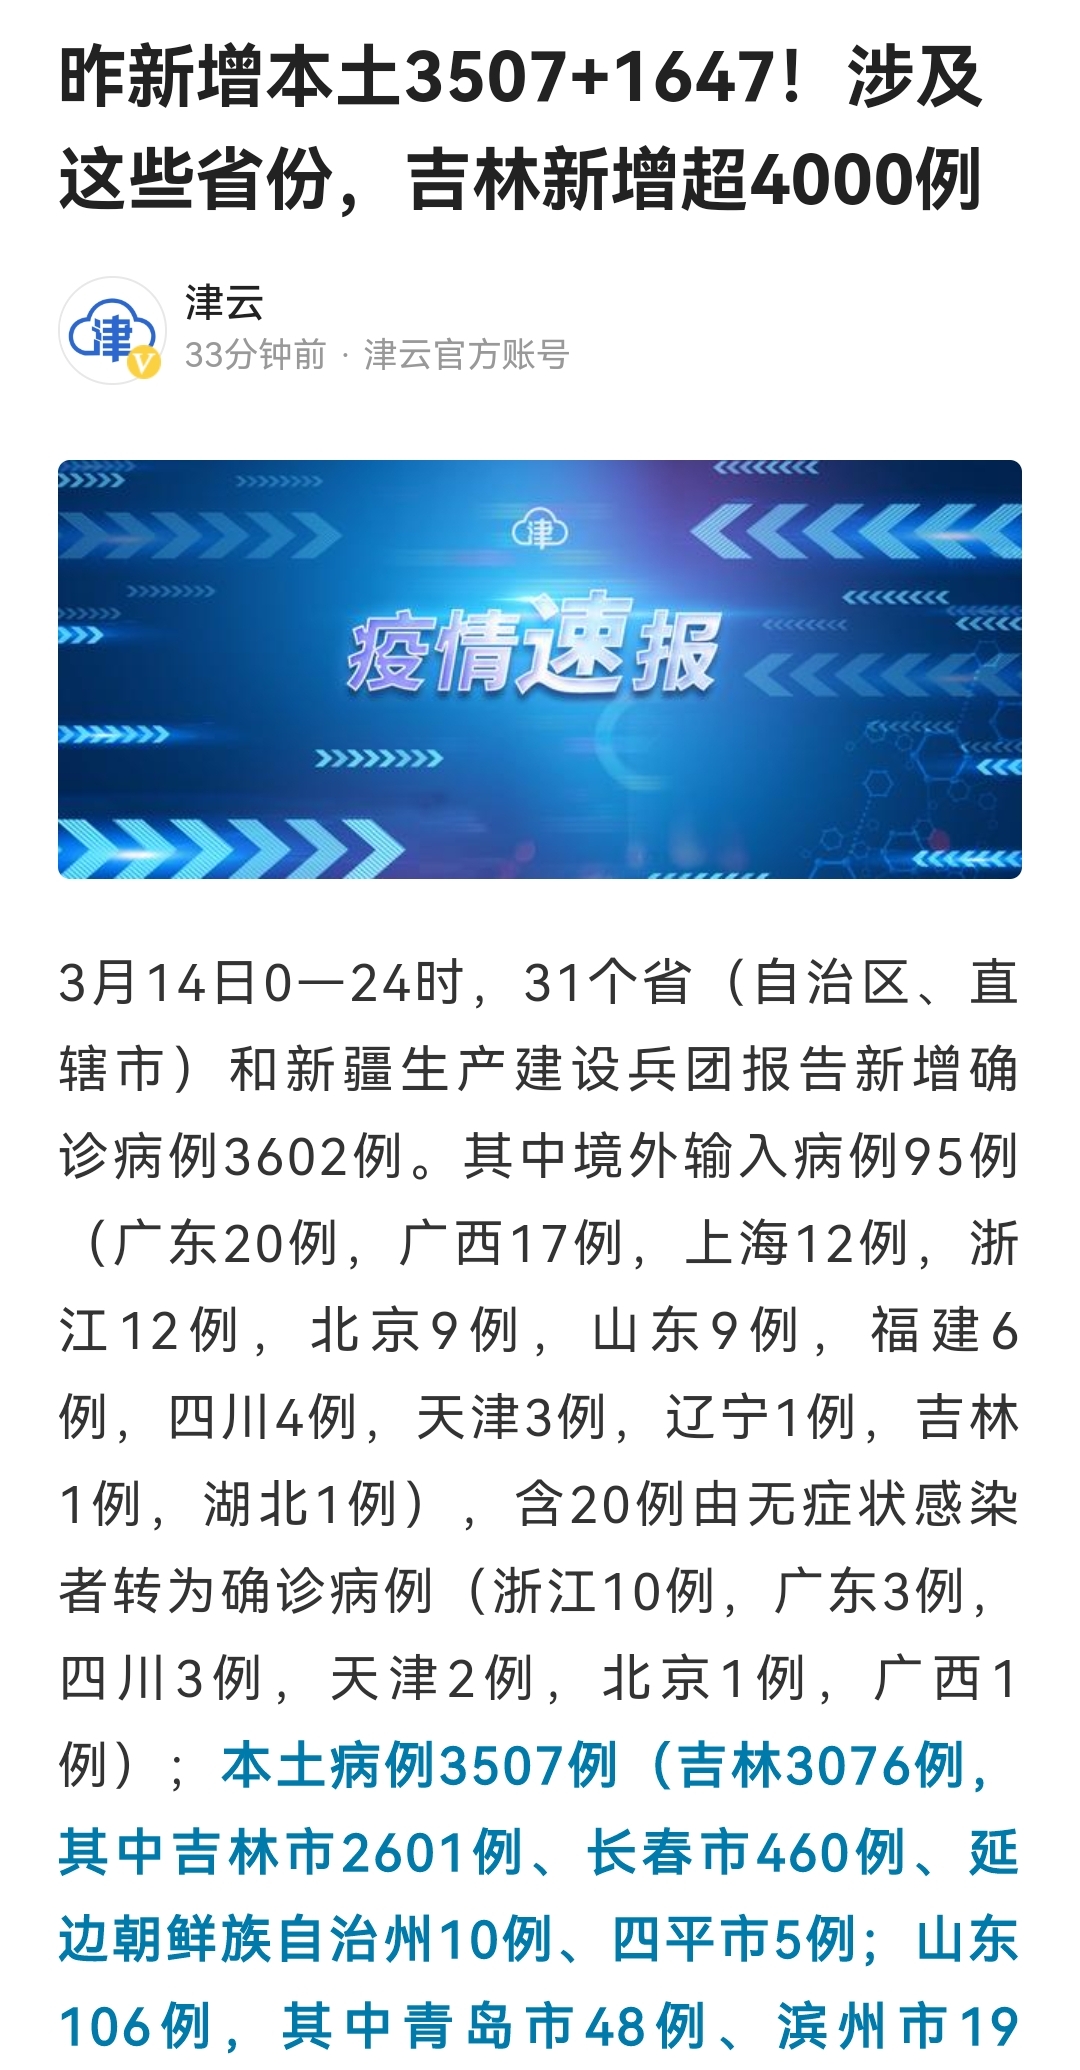 昨新增本土3507+1647！涉及
这些省份，吉林新增超4000例
津
V
津云
33分钟前 · 津云官方账号
津
疫情速报
3月14日0—24时，31个省（自治区、直
辖市）和新疆生产建设兵团报告新增确
诊病例3602例。其中境外输入病例95例
（广东20例，广西17例，上海12例，浙
江12例，北京9例，山东9例，福建6
例，四川4例，天津3例，辽宁1例，吉林
1例，湖北1例），含20例由无症状感染
者转为确诊病例（浙江10例，广东3例，
四川3例，天津2例，北京1例，广西1
例）；本土病例3507例（吉林3076例，
其中吉林市2601例、长春市460例、延
边朝鲜族自治州10例、四平市5例；山东
106例，其中青岛市48例、滨州市19